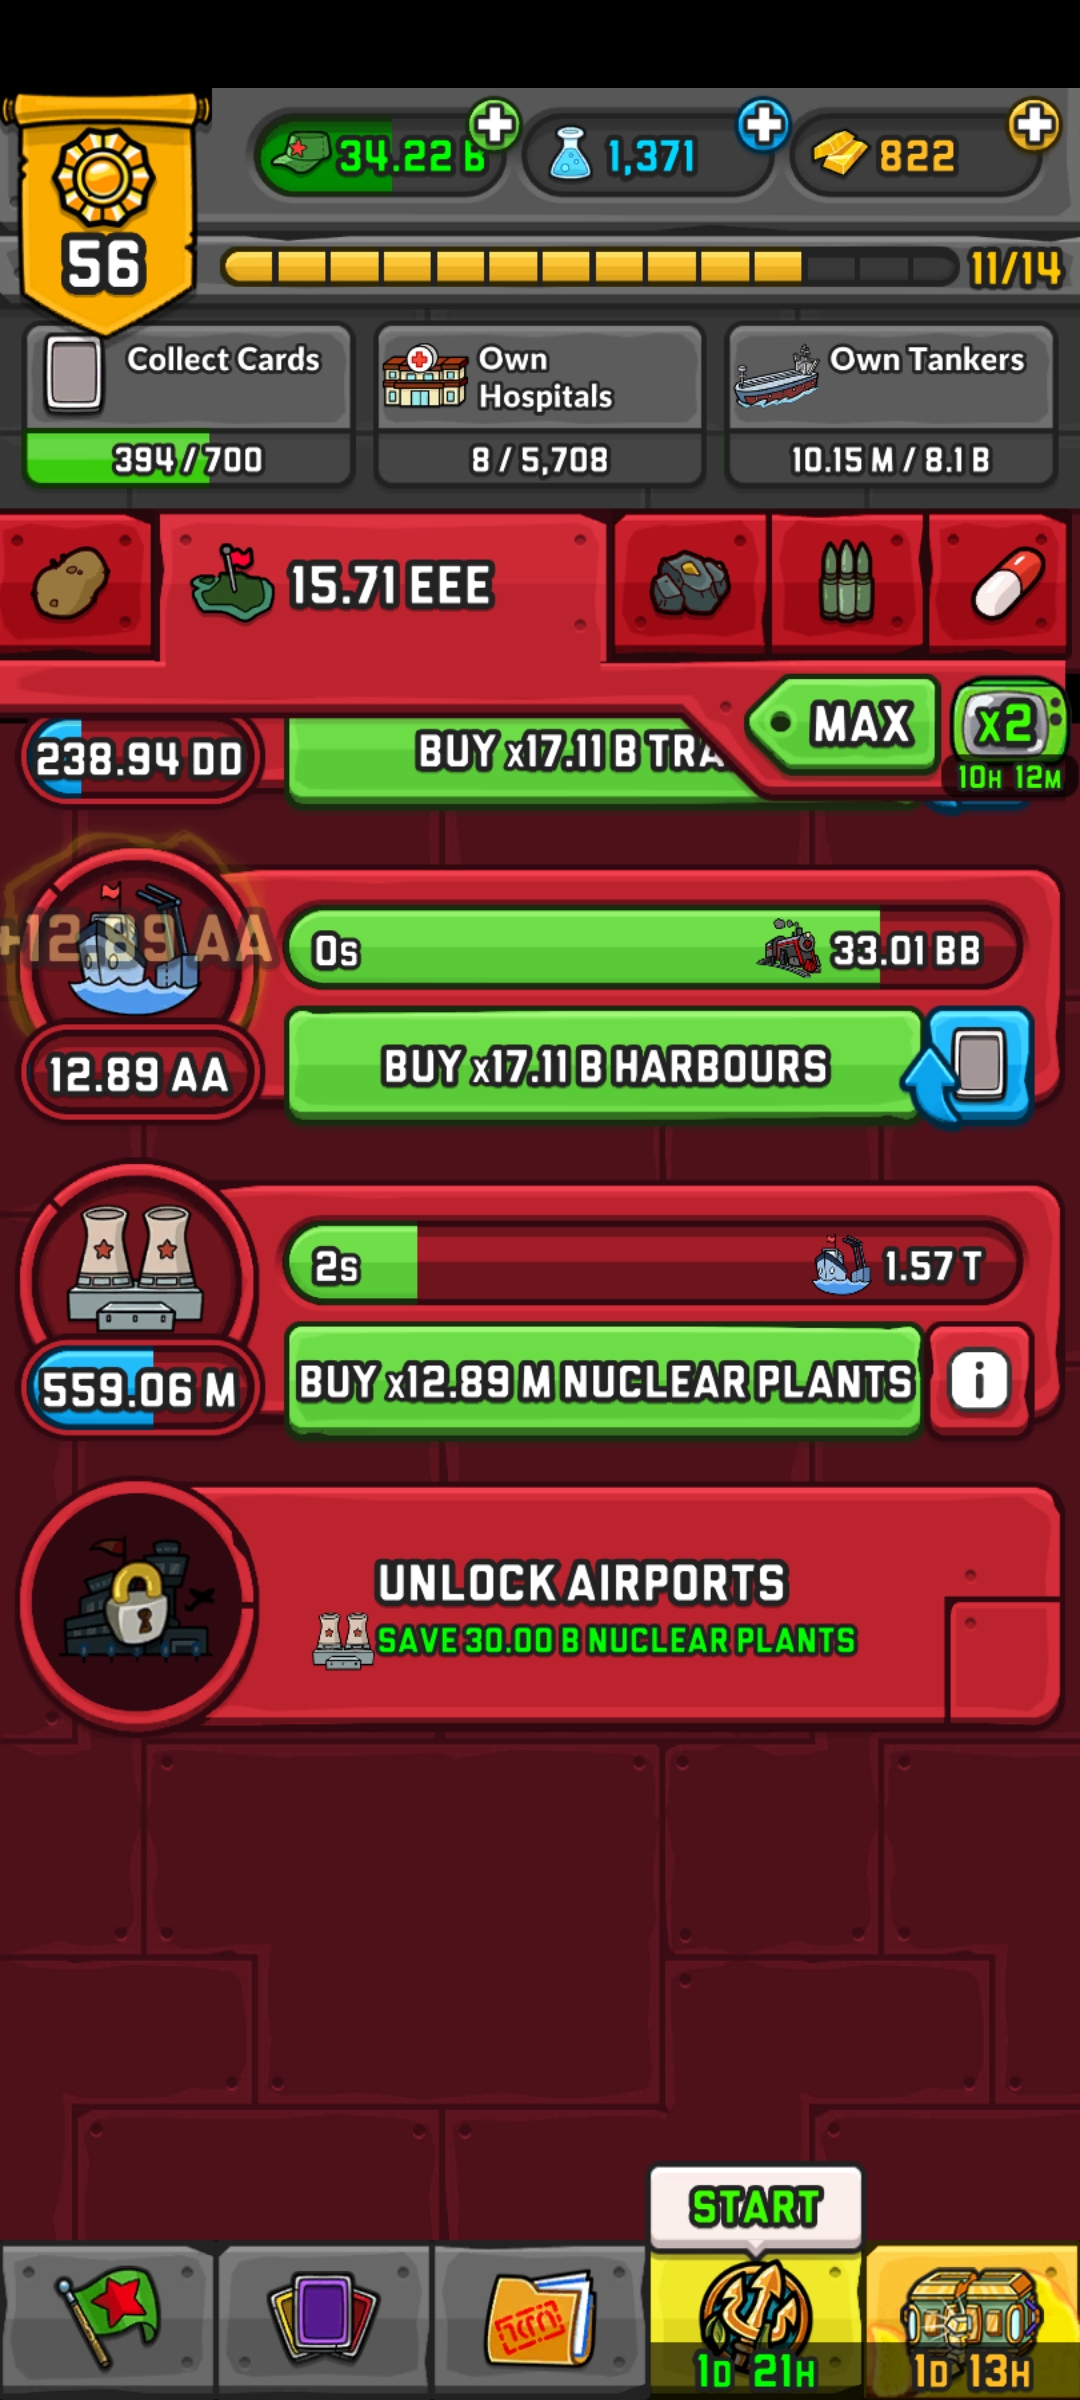 34.22 B
1,371
822
56
11/14
Collect Cards
394/700
Own
Hospitals
8 / 5,708
Own Tankers
10.15 M / 8.1 B
15.71 EEE
MAX
x2
10H 12M
238.94 DD
BUY x17.11 B TRA
+12.89 AA
0s
33.01 BB
12.89 AA
BUY x17.11 B HARBOURS
2s
1.57 T
559.06 M
BUY x12.89 M NUCLEAR PLANTS
i
UNLOCK AIRPORTS
SAVE 30.00 B NUCLEAR PLANTS
START
1D 21H
1D 13H